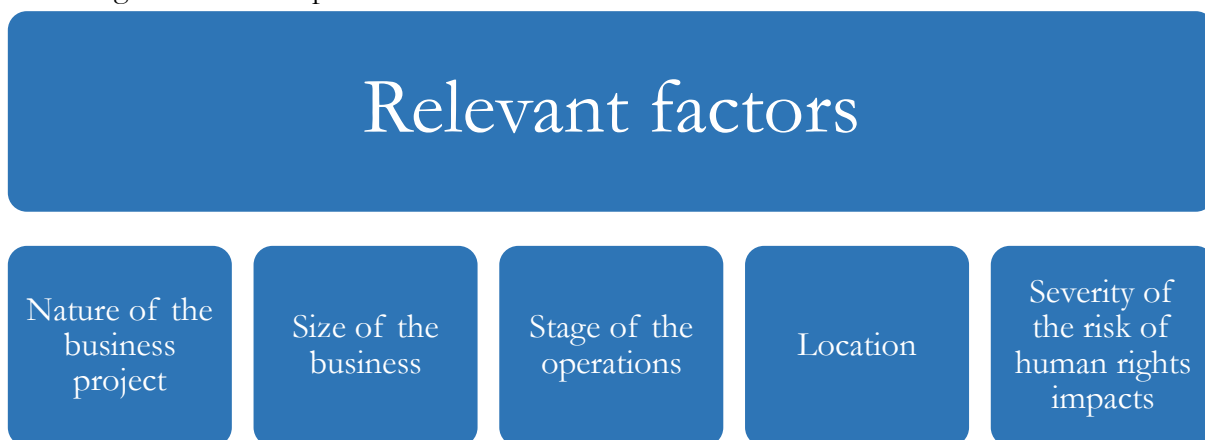 Relevant factors
Nature of the
business
project
Size of the
business
Stage of the
operations
Location
Severity of
the risk of
human rights
impacts